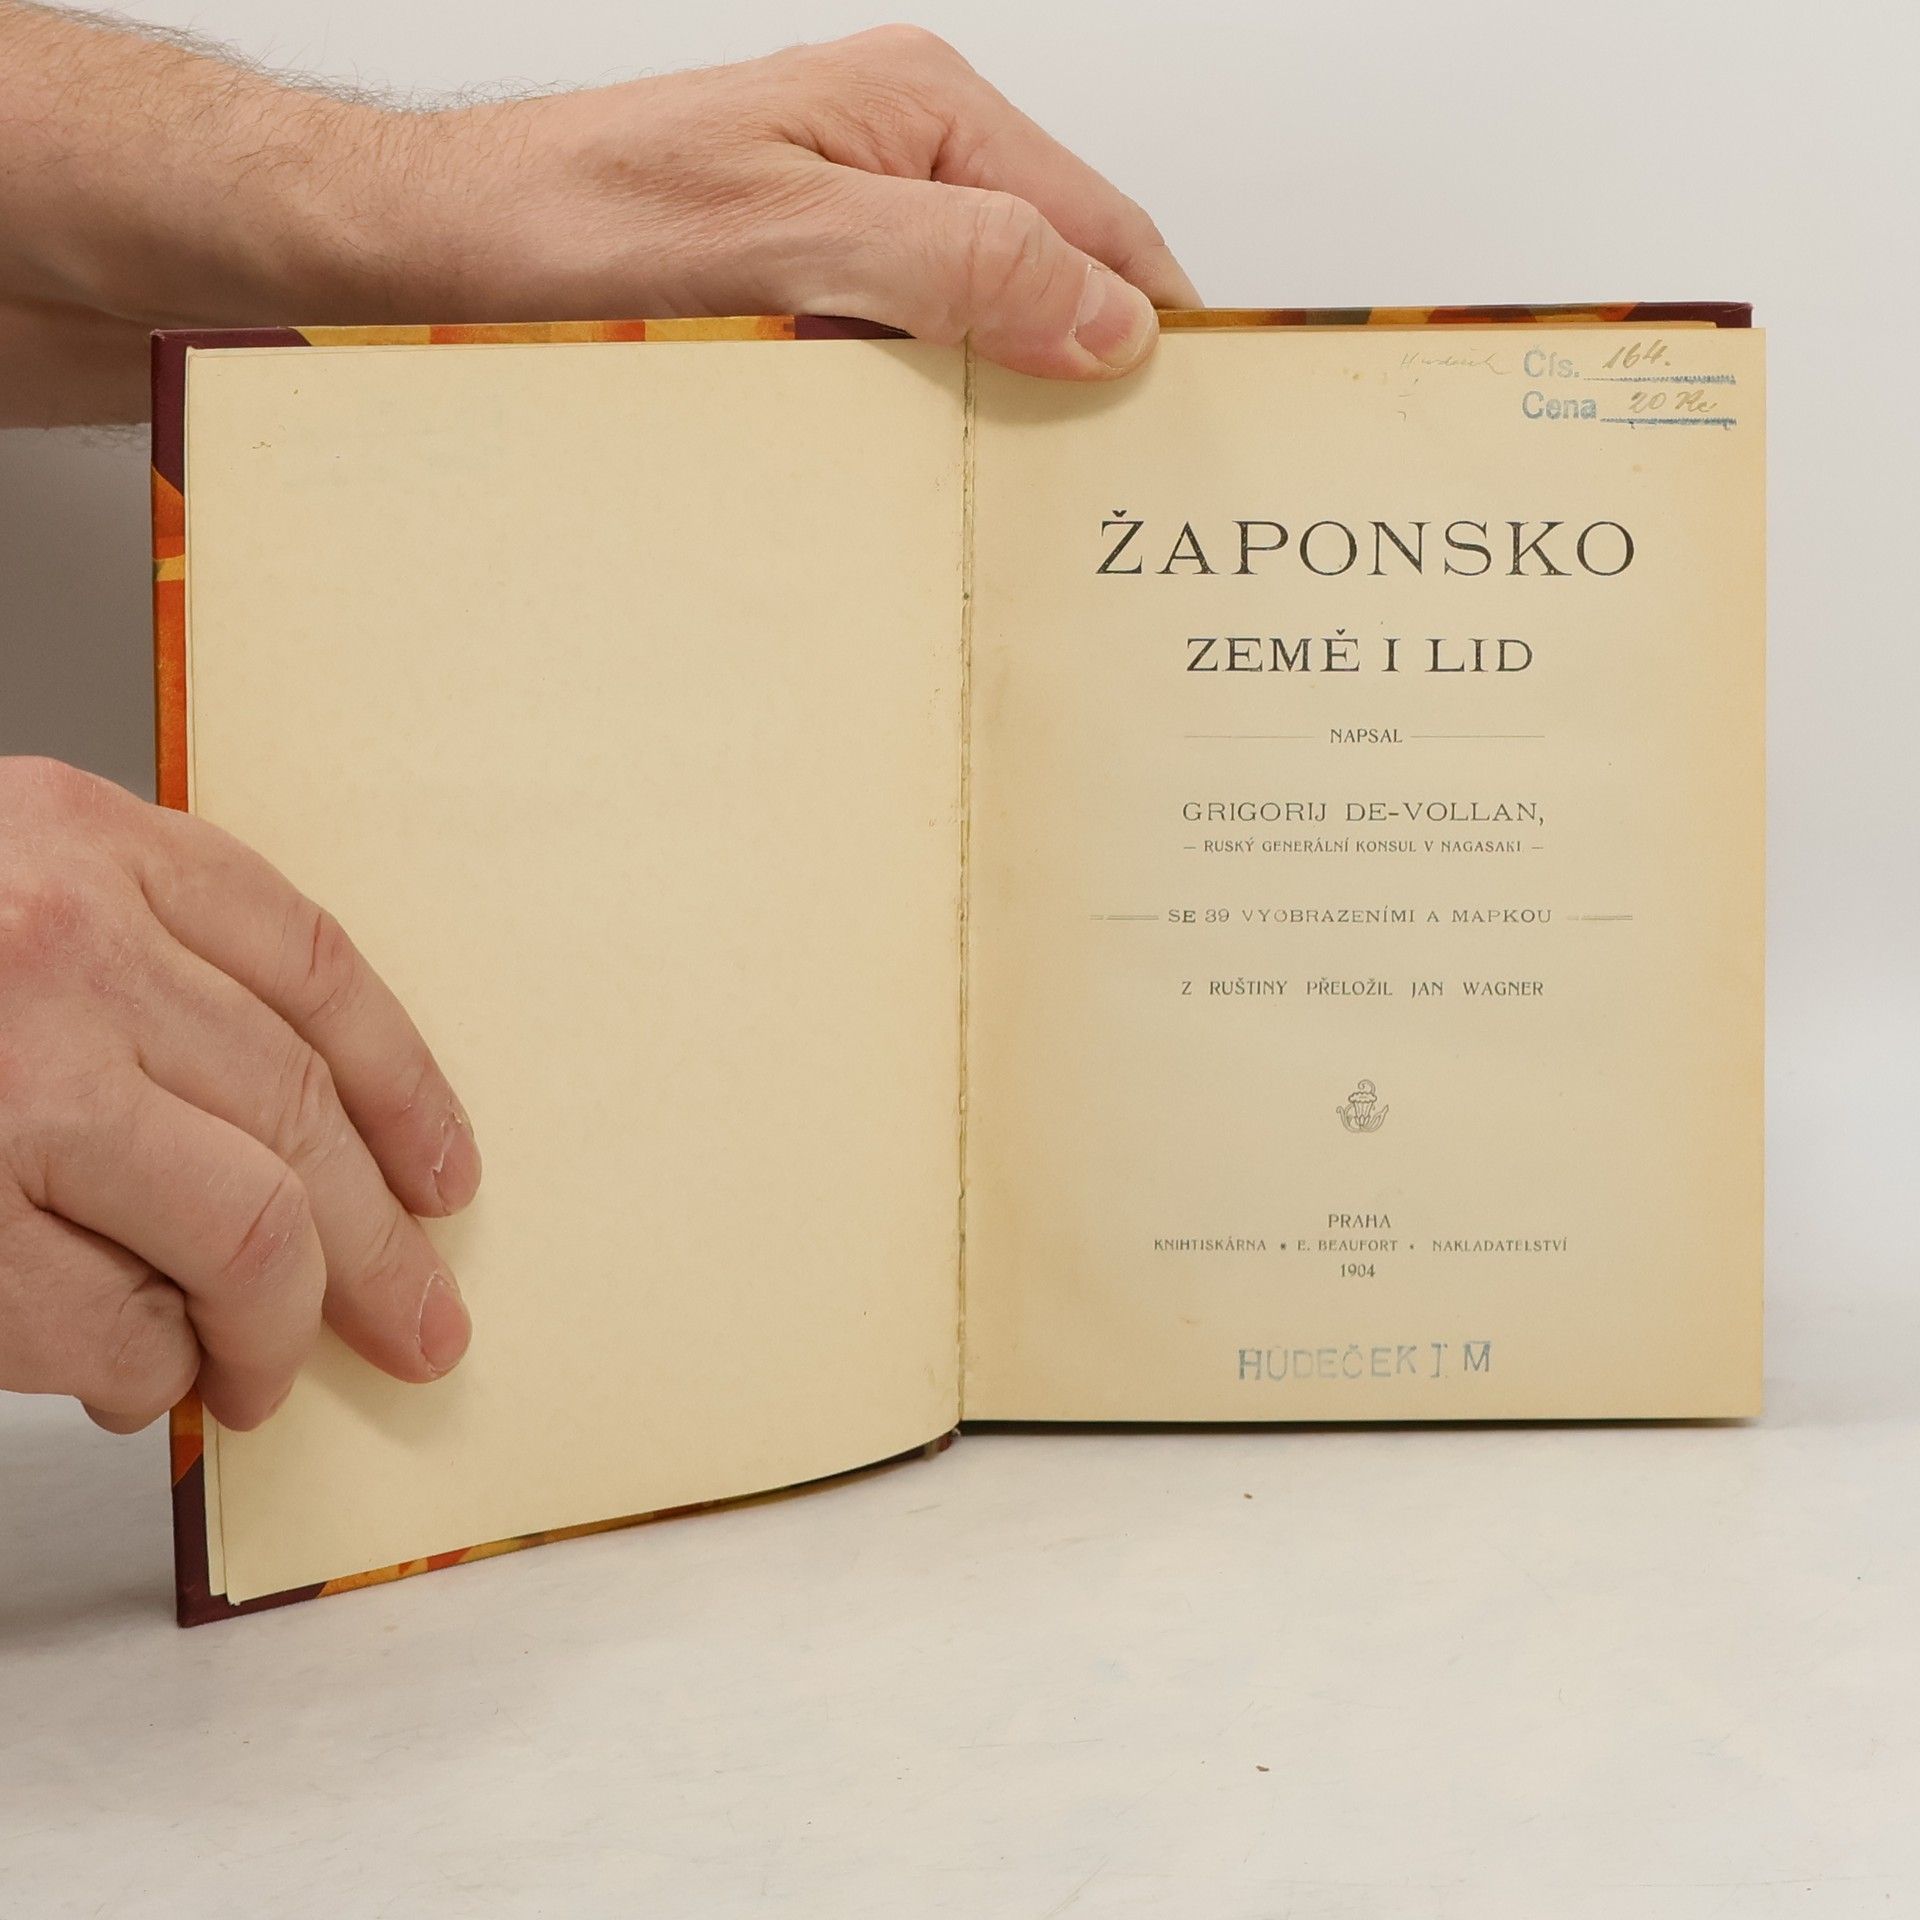 Čís. 164.
Cena 20 Kč
ŽAPONSKO
ZEMĚ I LID
NAPSAL
GRIGORIJ DE-VOLLAN,
— RUSKÝ GENERÁLNÍ KONSUL V NAGASAKI. —
SE 39 VYOBRAZENÍMI A MAPKOU
Z RUŠTINY PŘELOŽIL JAN WAGNER
PRAHA
KNIHTISKÁRNA * E. BEAUFORT * NAKLADATELSTVÍ
1904
HŮDEČEK J M